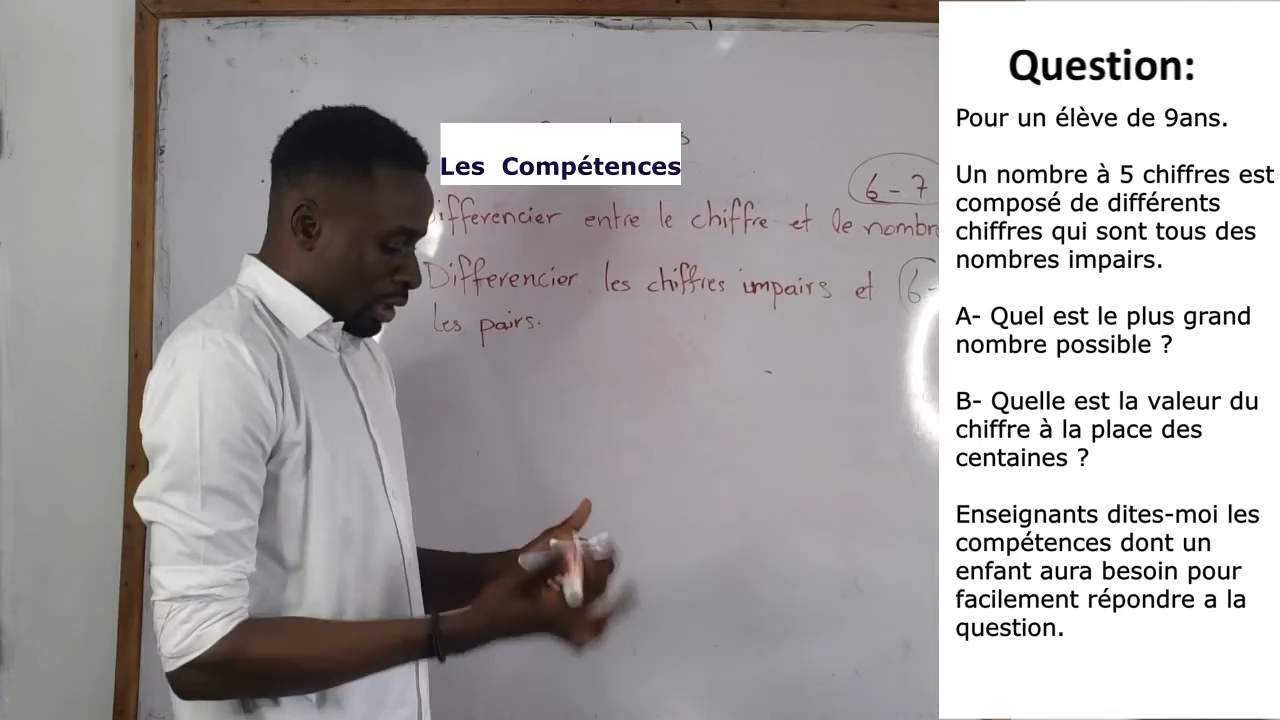 Les Compétences
6-7
Differencier entre le chiffre et le nombre
Differencier les chiffres impairs et (6-
les pairs.
Question:
Pour un élève de 9ans.
Un nombre à 5 chiffres est
composé de différents
chiffres qui sont tous des
nombres impairs.
A- Quel est le plus grand
nombre possible ?
B- Quelle est la valeur du
chiffre à la place des
centaines ?
Enseignants dites-moi les
compétences dont un
enfant aura besoin pour
facilement répondre a la
question.